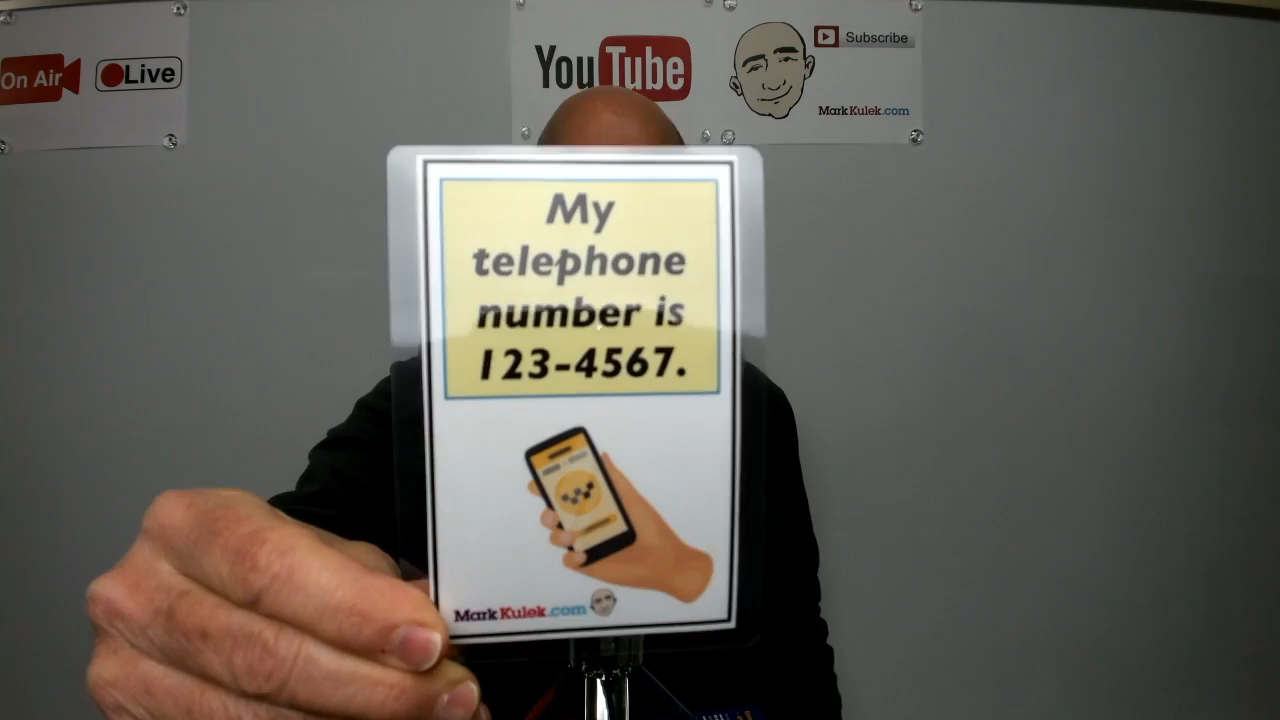 On Air
Live
YouTube
Subscribe
MarkKulek.com
My
telephone
number is
123-4567.
MarkKulek.com